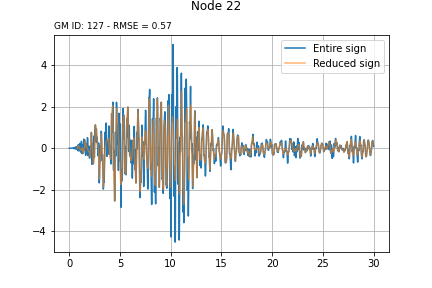 Node 22
GM ID: 127 - RMSE = 0.57
Entire sign
Reduced sign
4
2
0
−2
−4
0 5 10 15 20 25 30